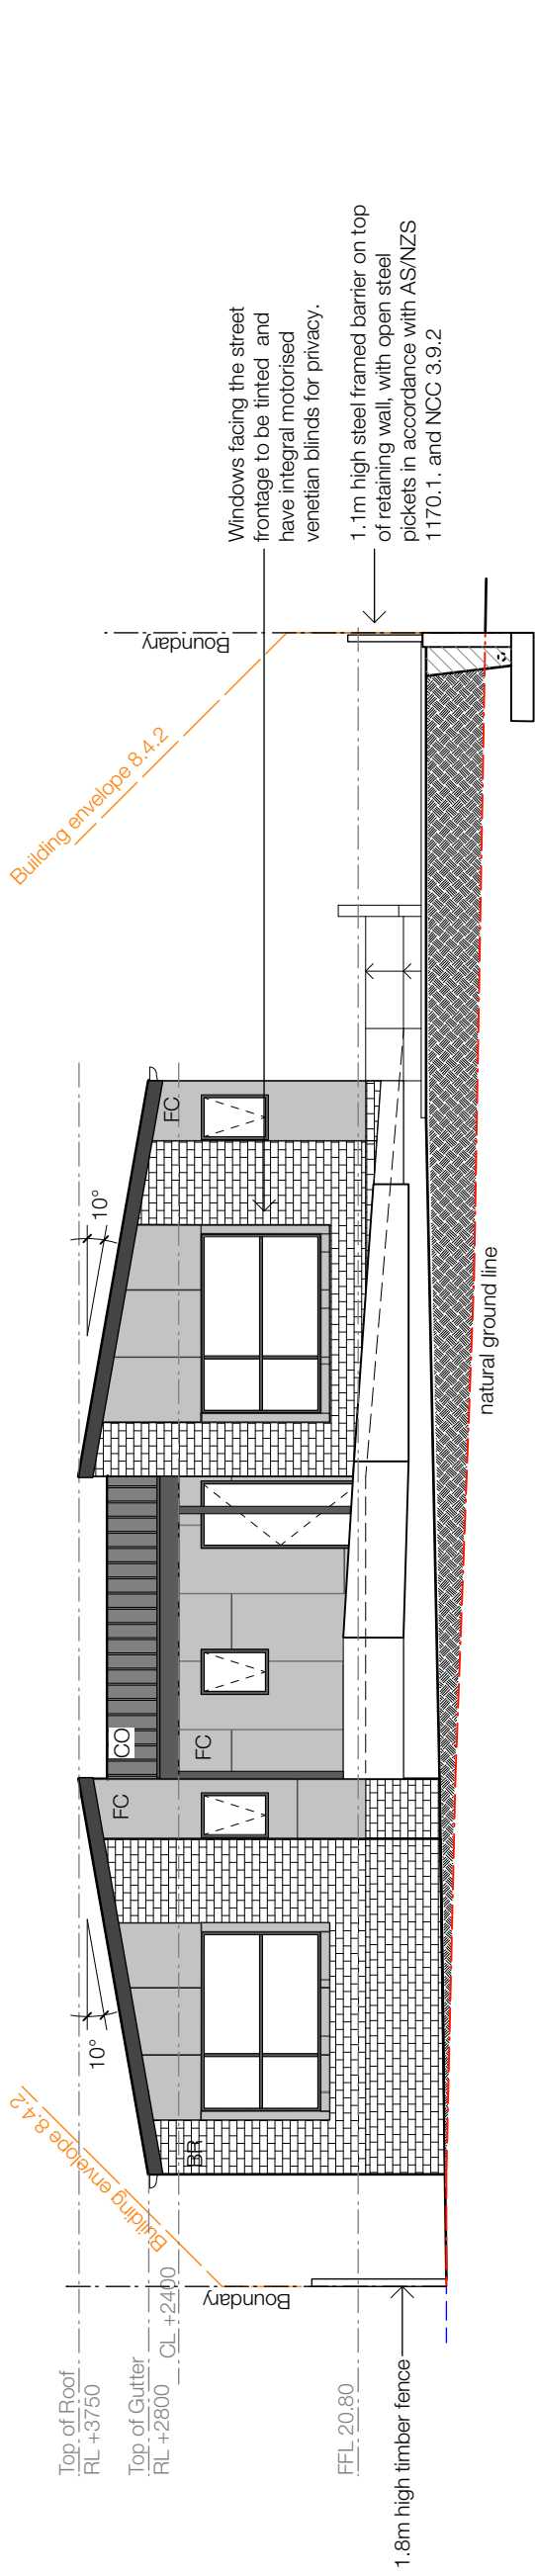 Top of Roof
RL +3750
Top of Gutter
RL +2800
CL +2400
FFL 20.80
1.8m high timber fence
Boundary
Building envelope 8.4.2
10°
BR
FC
CO
FC
10°
FC
natural ground line
Building envelope 8.4.2
Boundary
Windows facing the street
frontage to be tinted and
have integral motorised
venetian blinds for privacy.
1.1m high steel framed barrier on top
of retaining wall, with open steel
pickets in accordance with AS/NZS
1170.1. and NCC 3.9.2